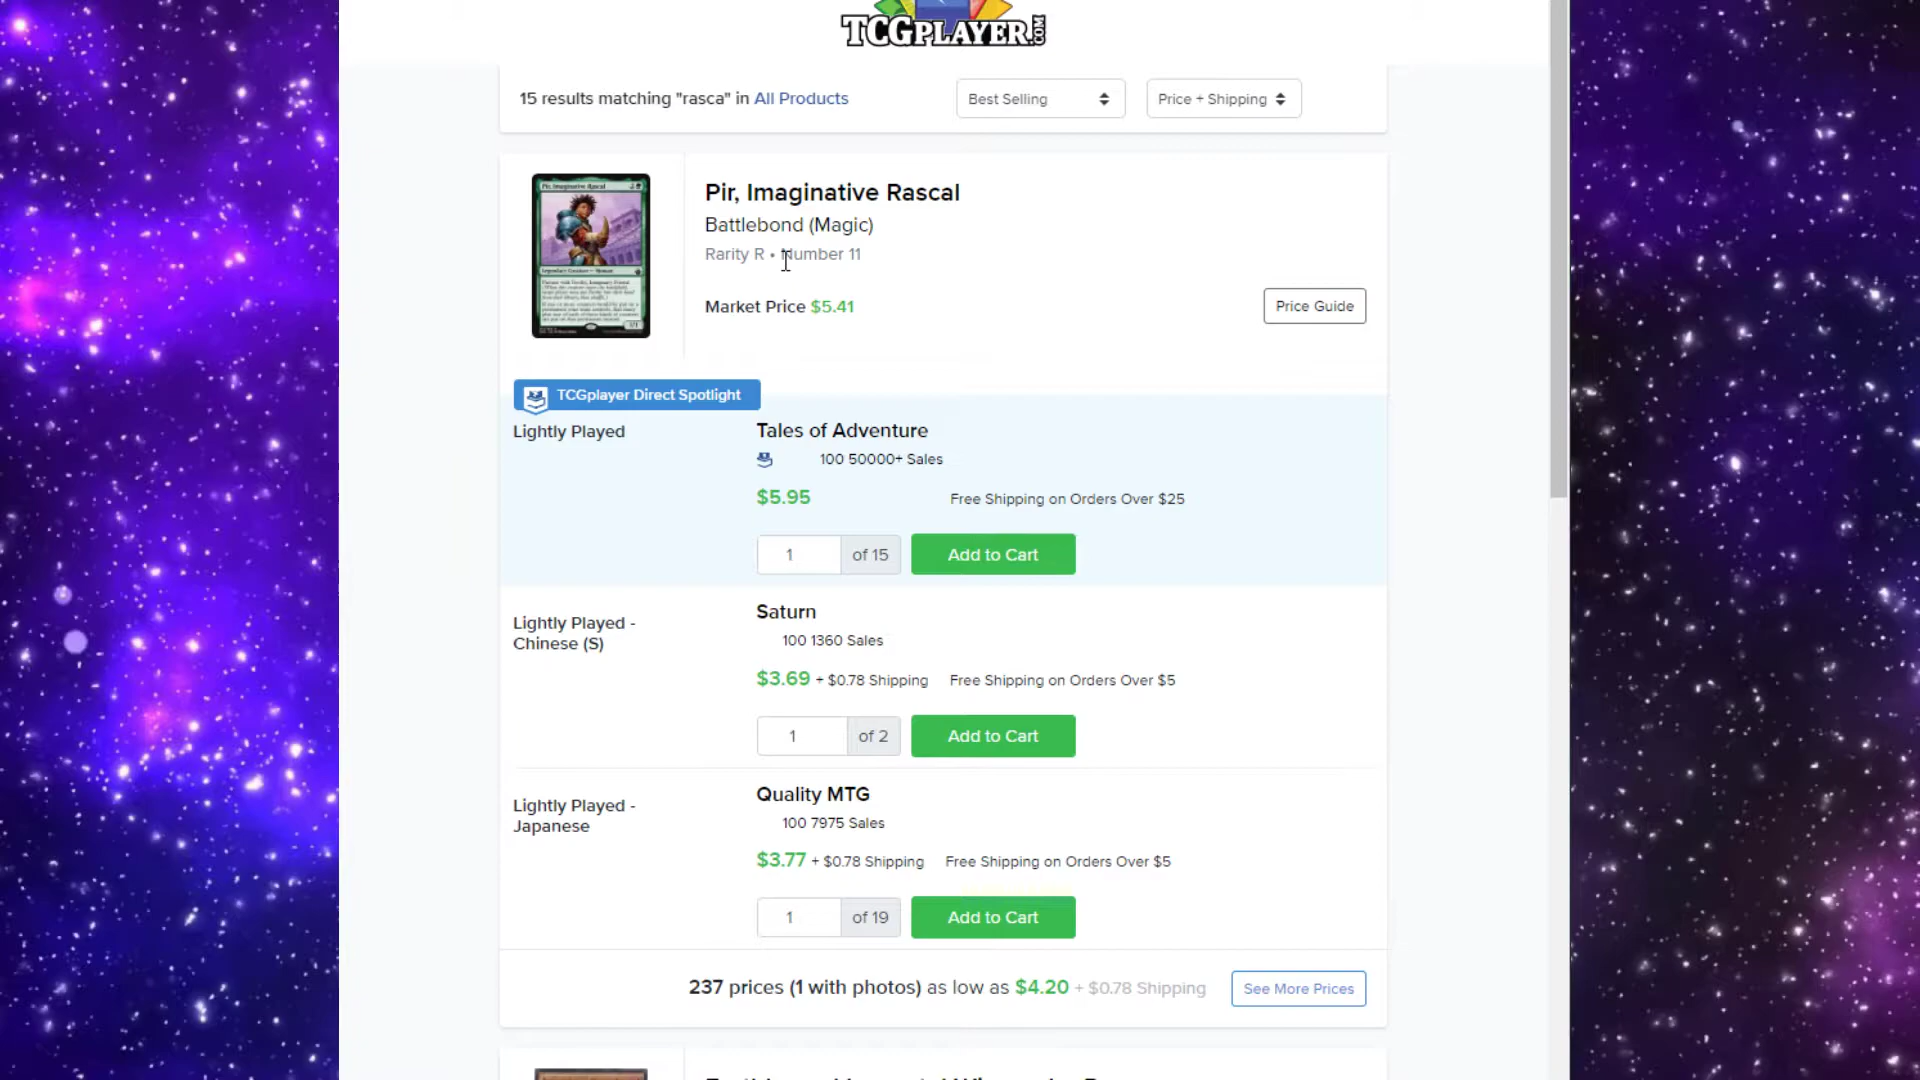 TCGPLAYER.COM
15 results matching "rasca" in All Products
Best Selling
Price + Shipping
Pir, Imaginative Rascal
Pir, Imaginative Rascal
Battlebond (Magic)
Rarity R • Number 11
Market Price $5.41
Price Guide
TCGplayer Direct Spotlight
Lightly Played
Tales of Adventure
100 50000+ Sales
$5.95
Free Shipping on Orders Over $25
1 of 15
Add to Cart
Lightly Played -
Chinese (S)
Saturn
100 1360 Sales
$3.69 + $0.78 Shipping
Free Shipping on Orders Over $5
1 of 2
Add to Cart
Lightly Played -
Japanese
Quality MTG
100 7975 Sales
$3.77 + $0.78 Shipping
Free Shipping on Orders Over $5
1 of 19
Add to Cart
237 prices (1 with photos) as low as $4.20 + $0.78 Shipping
See More Prices